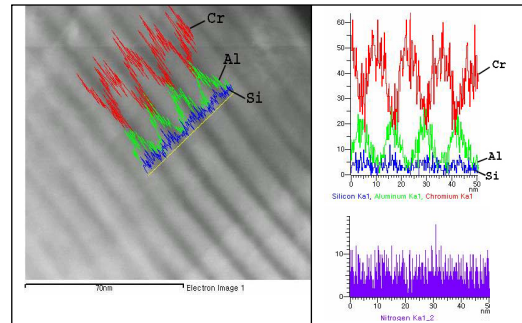 Cr
Al
Si
70nm
Electron Image 1
60
50
40
30
20
10
0
Cr
Al
Si
0 10 20 30 40 50
nm
Silicon Ka1, Aluminum Ka1, Chromium Ka1
10
0
0 10 20 30 40 50
nm
Nitrogen Ka1_2